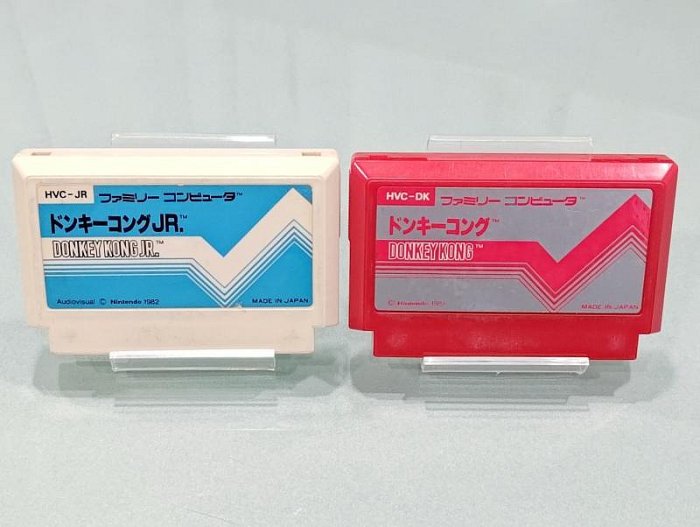 HVC-JR
ファミリー コンピュータ™
ドンキーコングJR.™
DONKEY KONG JR.™
Audiovisual © Nintendo 1982
MADE IN JAPAN
HVC-DK
ファミリー コンピュータ™
ドンキーコング™
DONKEY KONG™
© Nintendo 1981
MADE IN JAPAN